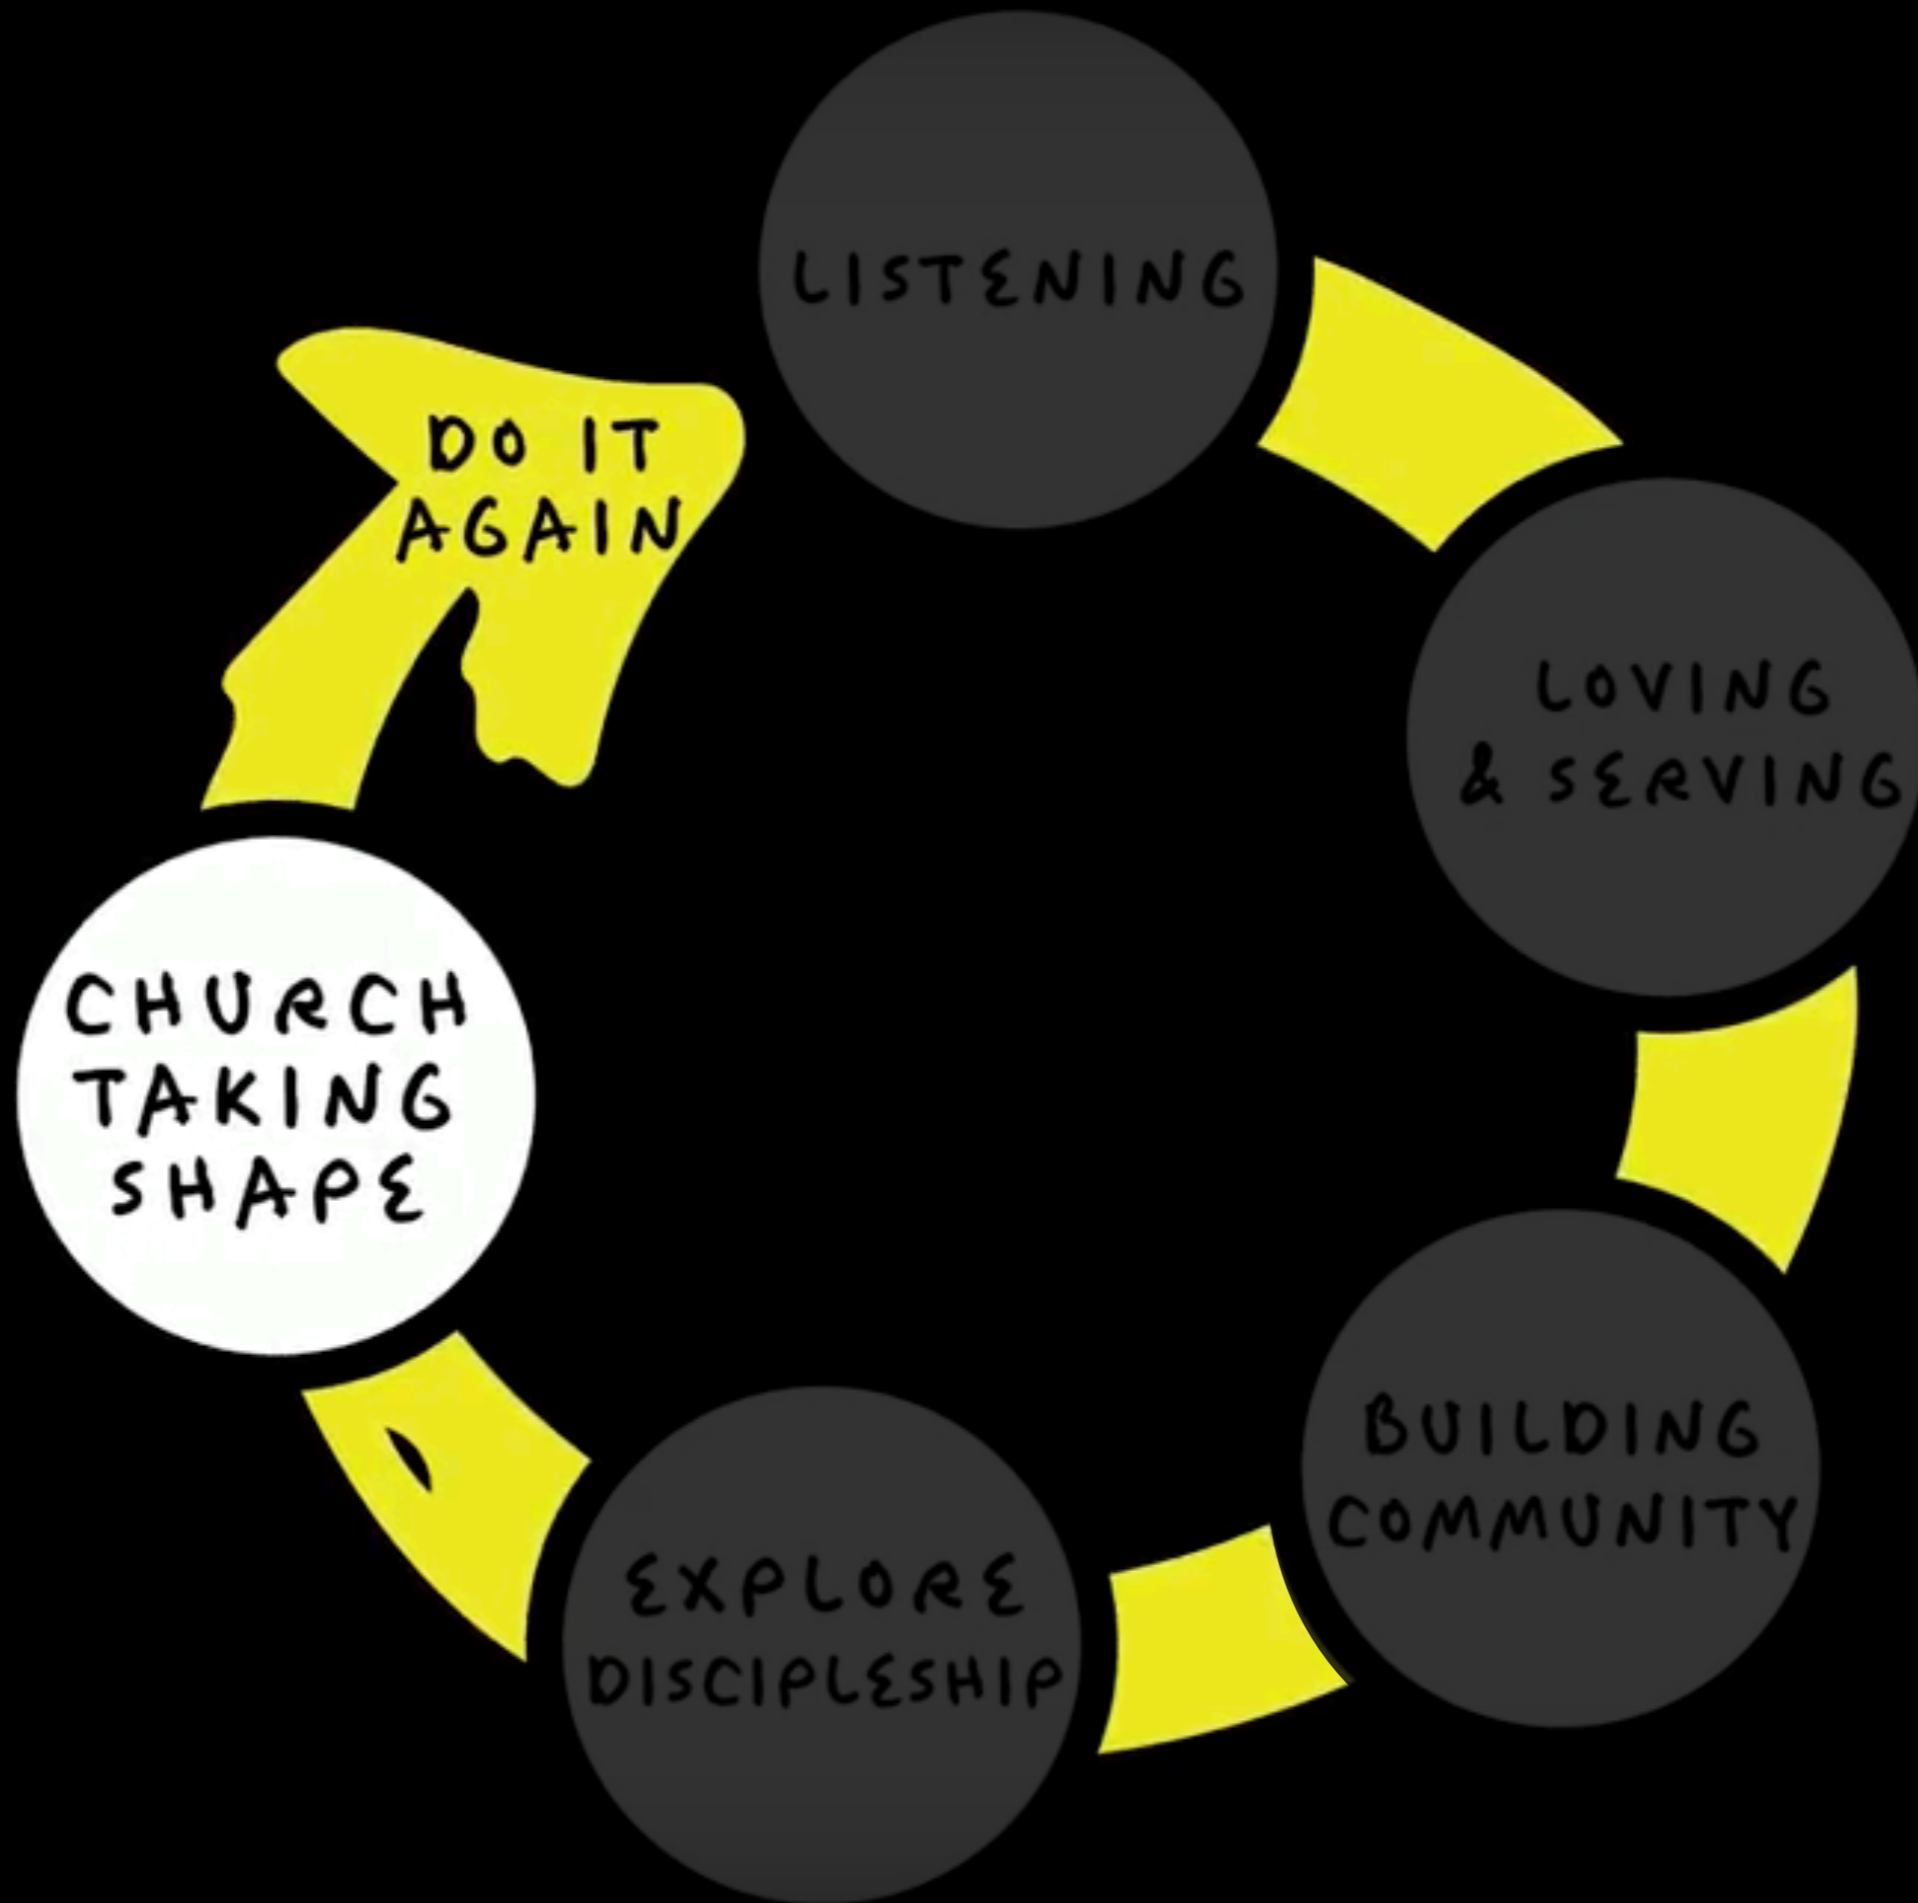 LISTENING
LOVING
& SERVING
BUILDING
COMMUNITY
EXPLORE
DISCIPLESHIP
CHURCH
TAKING
SHAPE
DO IT
AGAIN